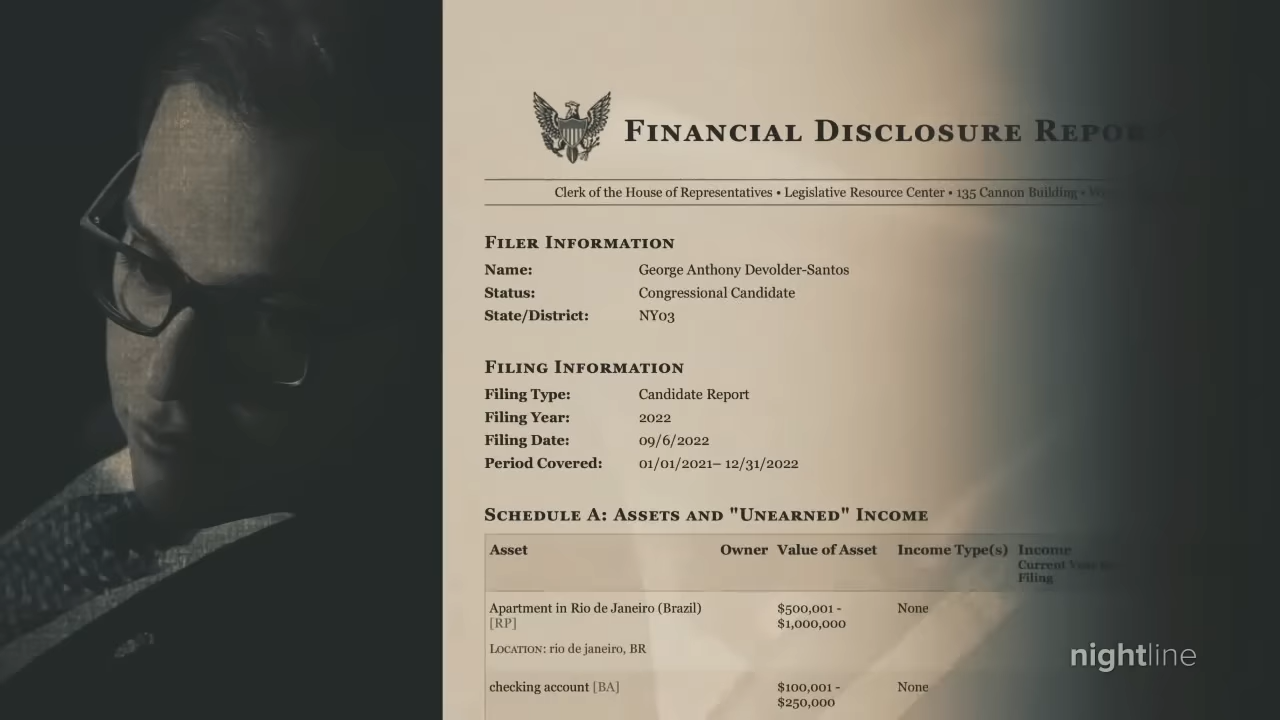 Financial Disclosure Repor
Clerk of the House of Representatives • Legislative Resource Center • 135 Cannon Building •
Filer Information
Name: George Anthony Devolder-Santos
Status: Congressional Candidate
State/District: NY03
Filing Information
Filing Type: Candidate Report
Filing Year: 2022
Filing Date: 09/6/2022
Period Covered: 01/01/2021– 12/31/2022
Schedule A: Assets and "Unearned" Income
Asset Owner Value of Asset Income Type(s) Income
Current Year to
Filing
Apartment in Rio de Janeiro (Brazil) $500,001 - None
[RP] $1,000,000
Location: rio de janeiro, BR
checking account [BA] $100,001 - None
$250,000
nightline